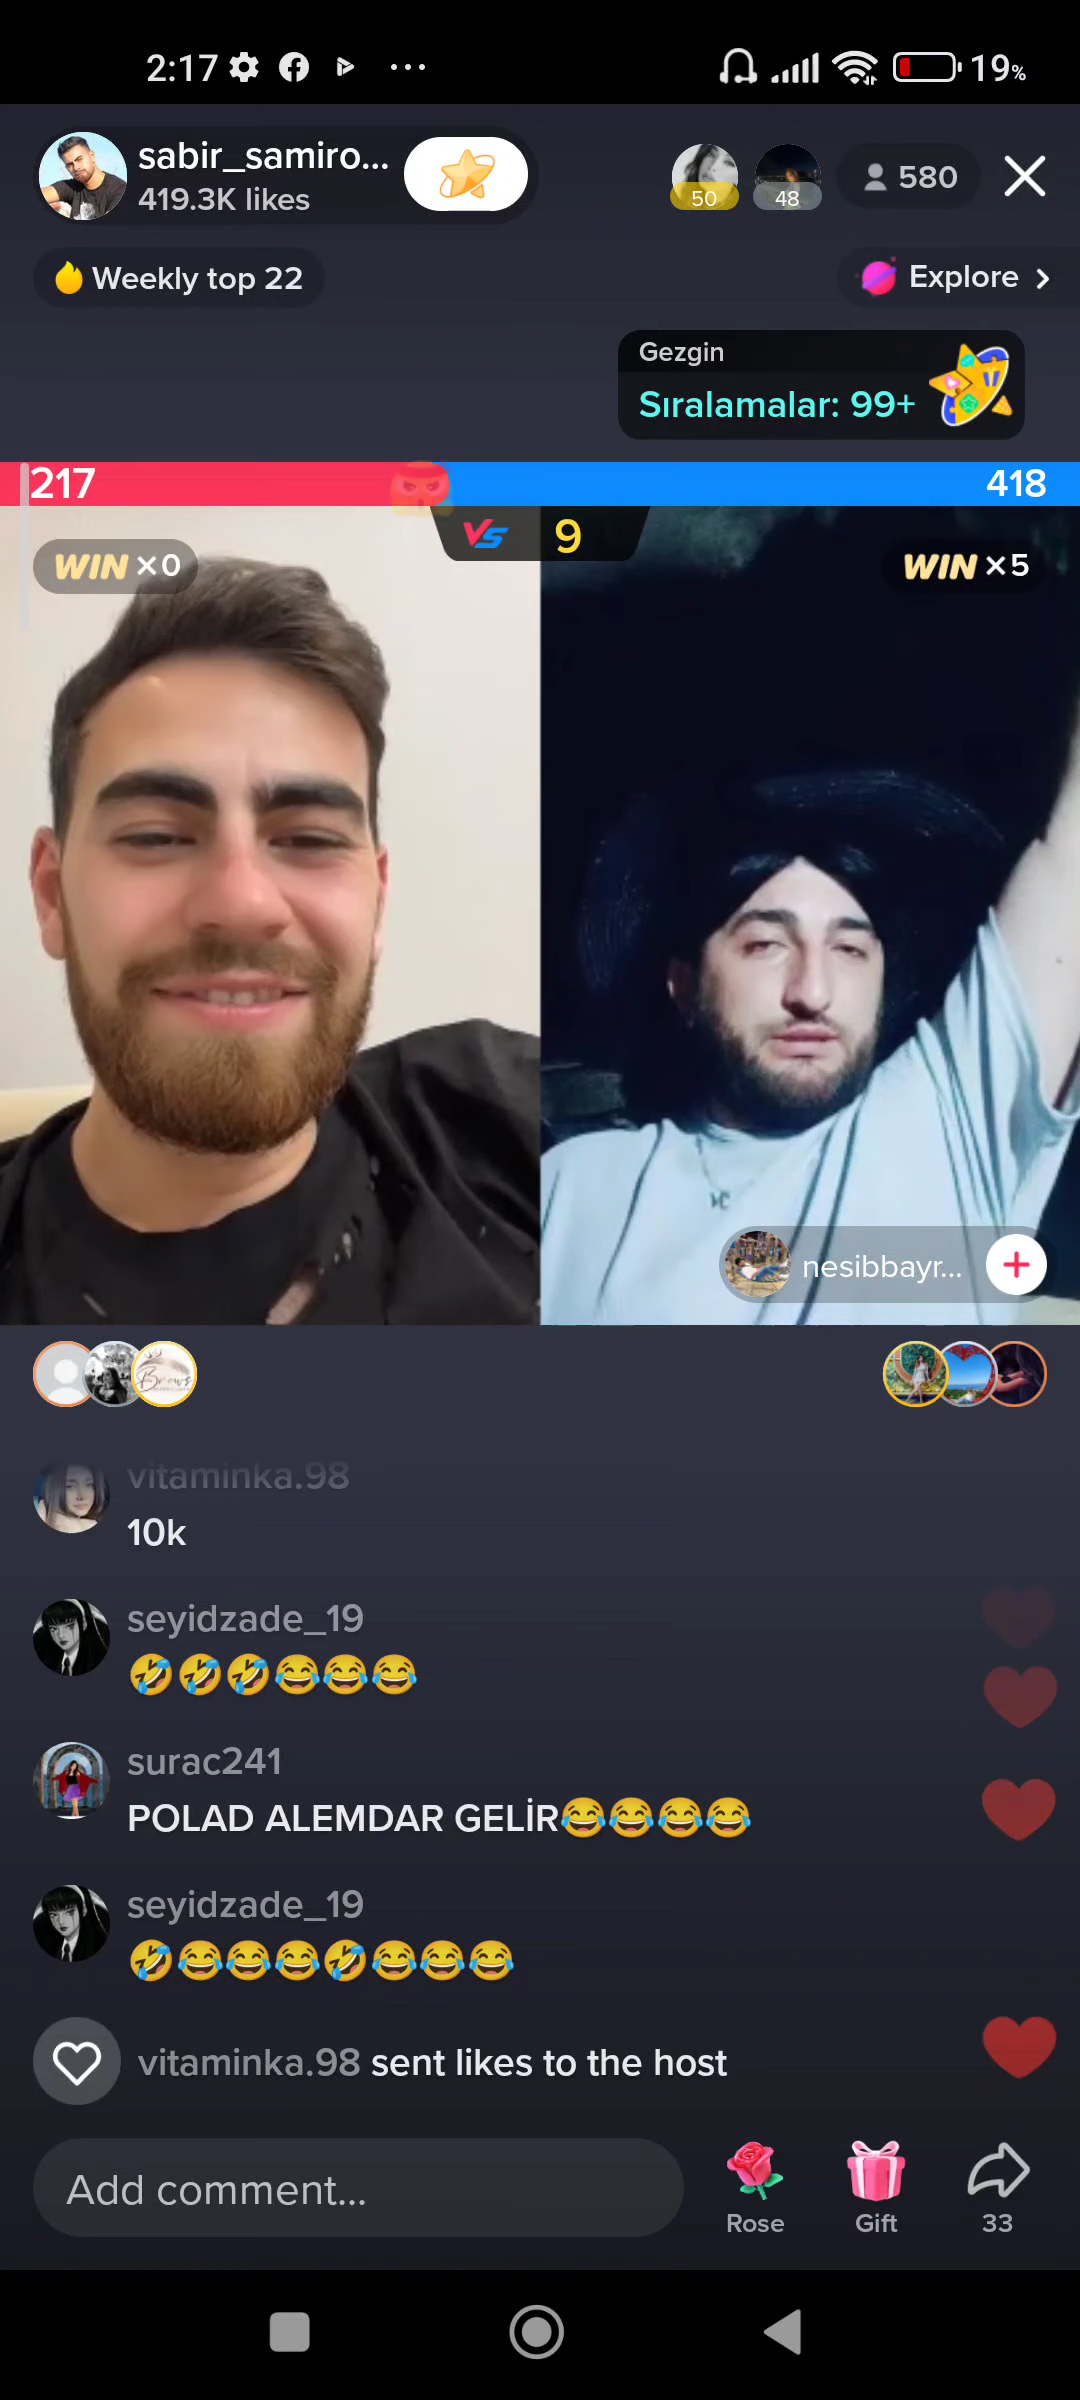 2:17
19%
sabir_samiro...
419.3K likes
50
48
580
Weekly top 22
Explore
Gezgin
Sıralamalar: 99+
217
418
VS
9
WIN ×0
WIN ×5
nesibbayr...
Brows
vitaminka.98
10k
seyidzade_19
🤣🤣🤣😂😂😂
surac241
POLAD ALEMDAR GELİR😂😂😂😂
seyidzade_19
🤣😂😂😂🤣😂😂😂
vitaminka.98 sent likes to the host
Add comment...
Rose
Gift
33